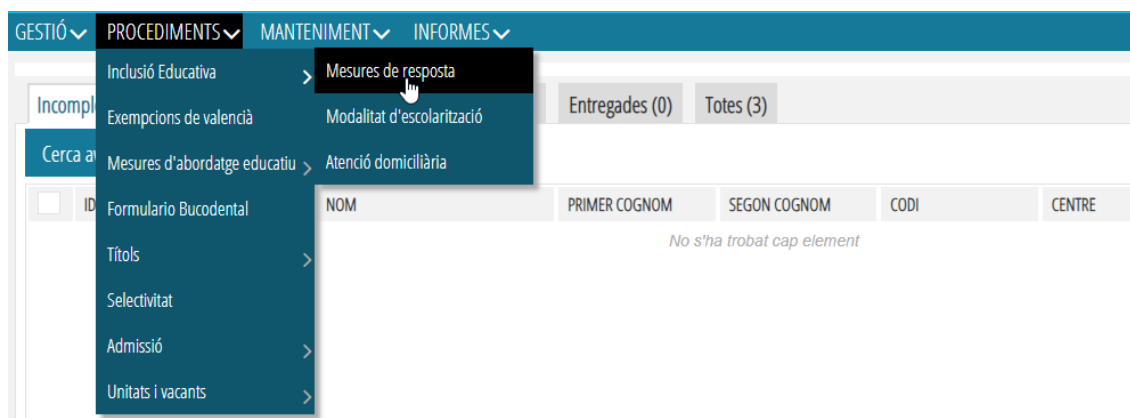 GESTIÓ PROCEDIMENTS MANTENIMENT INFORMES
Inclusió Educativa
Exempcions de valencià
Mesures d'abordatge educatiu
Formulario Bucodental
Títols
Selectivitat
Admissió
Unitats i vacants
Mesures de resposta
Modalitat d'escolarització
Atenció domiciliària
Entregades (0) Totes (3)
NOM PRIMER COGNOM SEGON COGNOM CODI CENTRE
No s'ha trobat cap element